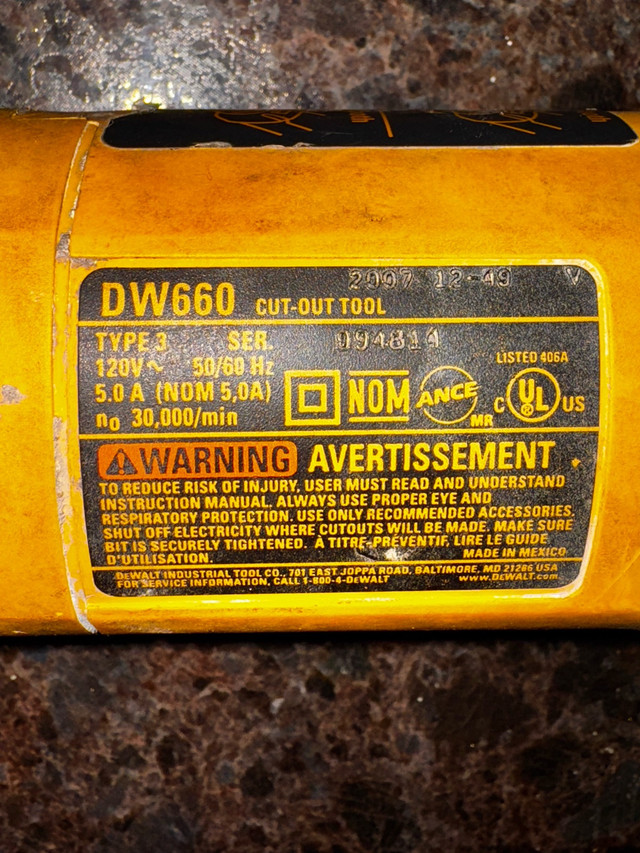 2007 12-49 V
DW660 CUT-OUT TOOL
TYPE 3 SER. 994814
120V~ 50/60 Hz
5.0 A (NOM 5,0A)
no 30,000/min
NOM
ANCE
MR
LISTED 406A
C UL US
WARNING AVERTISSEMENT
TO REDUCE RISK OF INJURY, USER MUST READ AND UNDERSTAND
INSTRUCTION MANUAL. ALWAYS USE PROPER EYE AND
RESPIRATORY PROTECTION. USE ONLY RECOMMENDED ACCESSORIES.
SHUT OFF ELECTRICITY WHERE CUTOUTS WILL BE MADE. MAKE SURE
BIT IS SECURELY TIGHTENED. À TITRE PRÉVENTIF, LIRE LE GUIDE
D'UTILISATION. MADE IN MEXICO
DEWALT INDUSTRIAL TOOL CO., 701 EAST JOPPA ROAD, BALTIMORE, MD 21286 USA
FOR SERVICE INFORMATION, CALL 1-800-4-DEWALT www.DEWALT.com